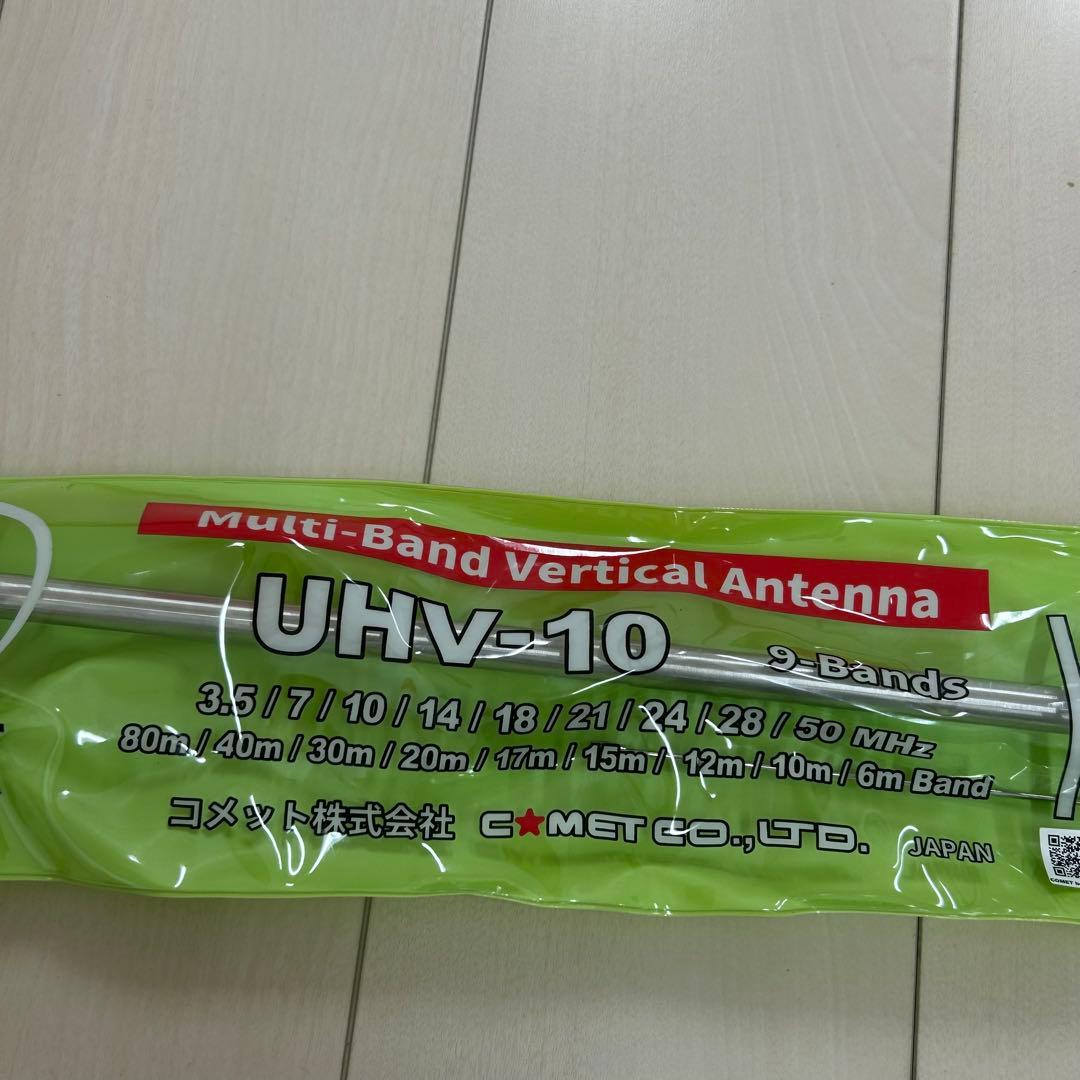 Multi-Band Vertical Antenna
UHV-10
9-Bands
3.5 / 7 / 10 / 14 / 18 / 21 / 24 / 28 / 50 MHz
80m / 40m / 30m / 20m / 17m / 15m / 12m / 10m / 6m Band
コメット株式会社 C★MET CO., LTD. JAPAN
COMET